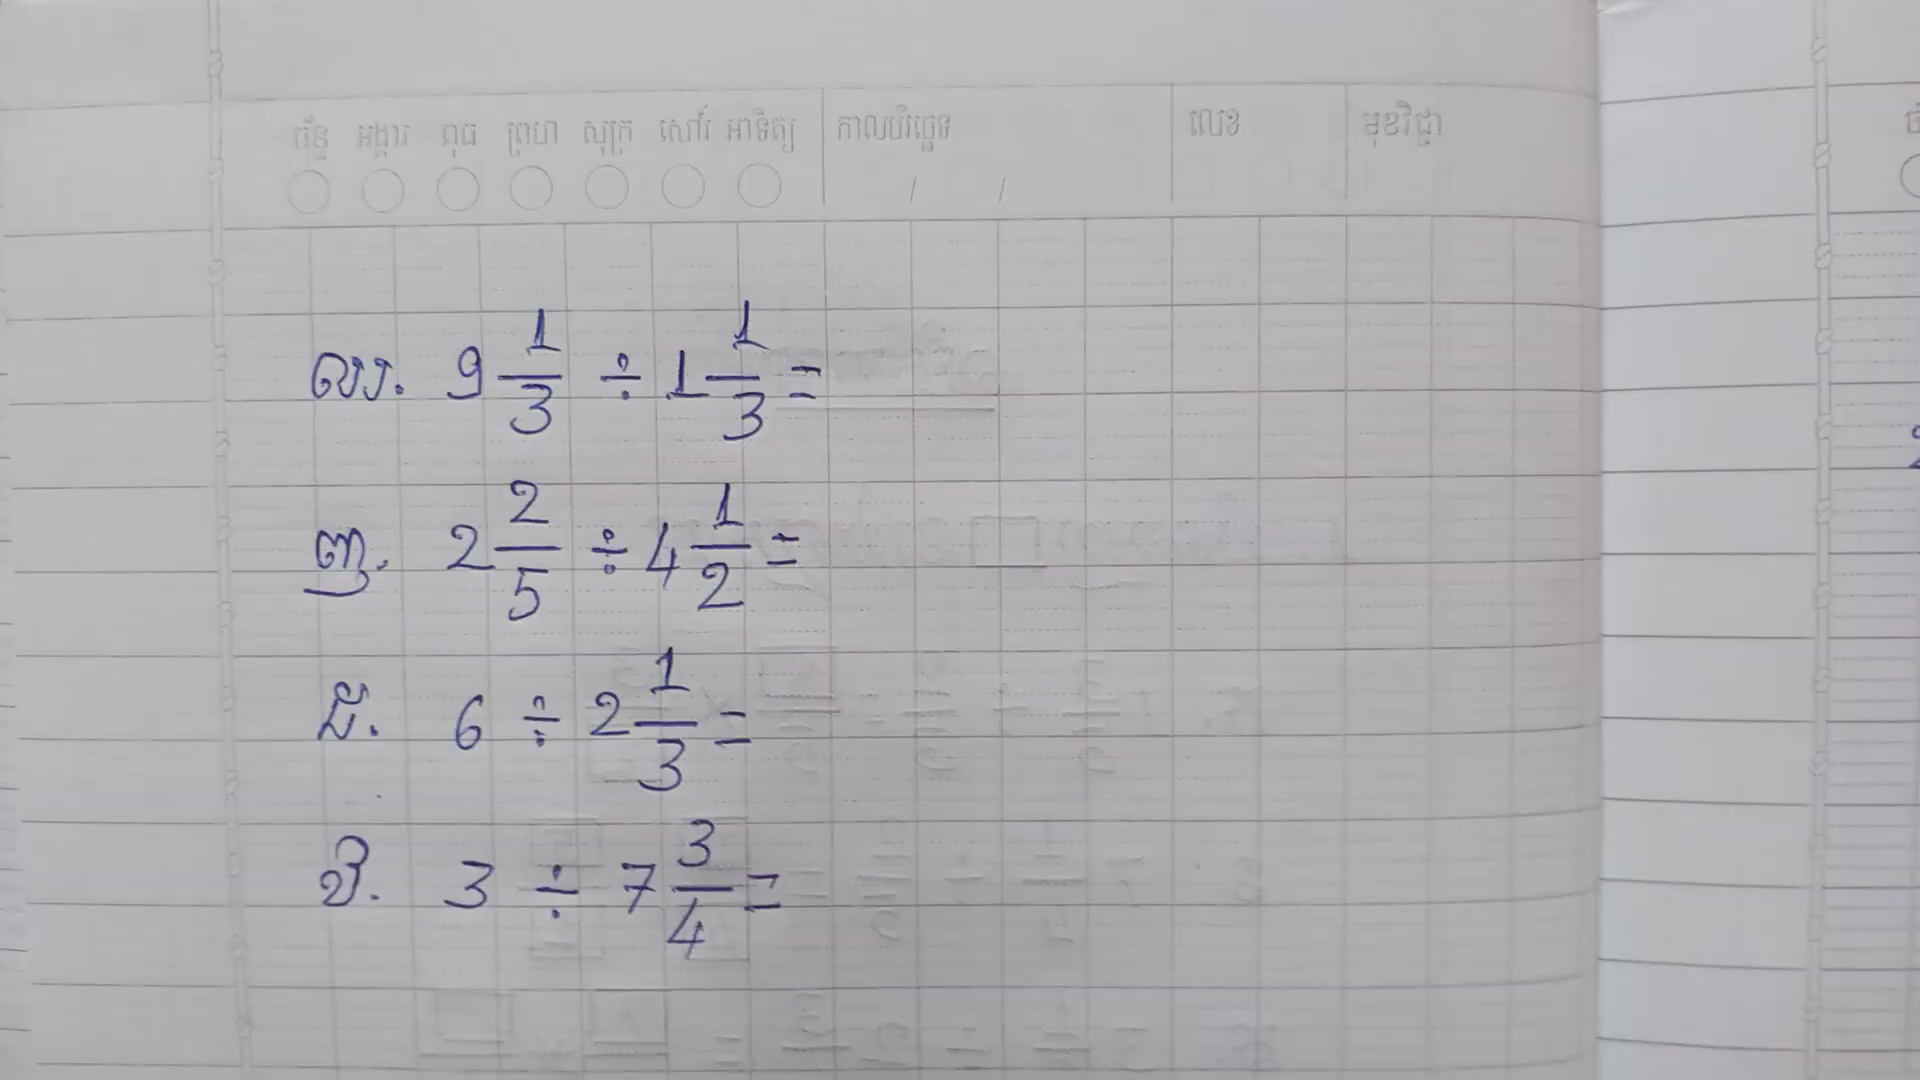 ច័ន្ទ អង្គារ ពុធ ព្រហ សុក្រ សៅរ៍ អាទិត្យ កាលបរិច្ឆេទ លេខ មុខវិជ្ជា
/ /
ឈ. 9 1/3 ÷ 1 1/3 =
ញ. 2 2/5 ÷ 4 1/2 =
ដ. 6 ÷ 2 1/3 =
ឋ. 3 ÷ 7 3/4 =